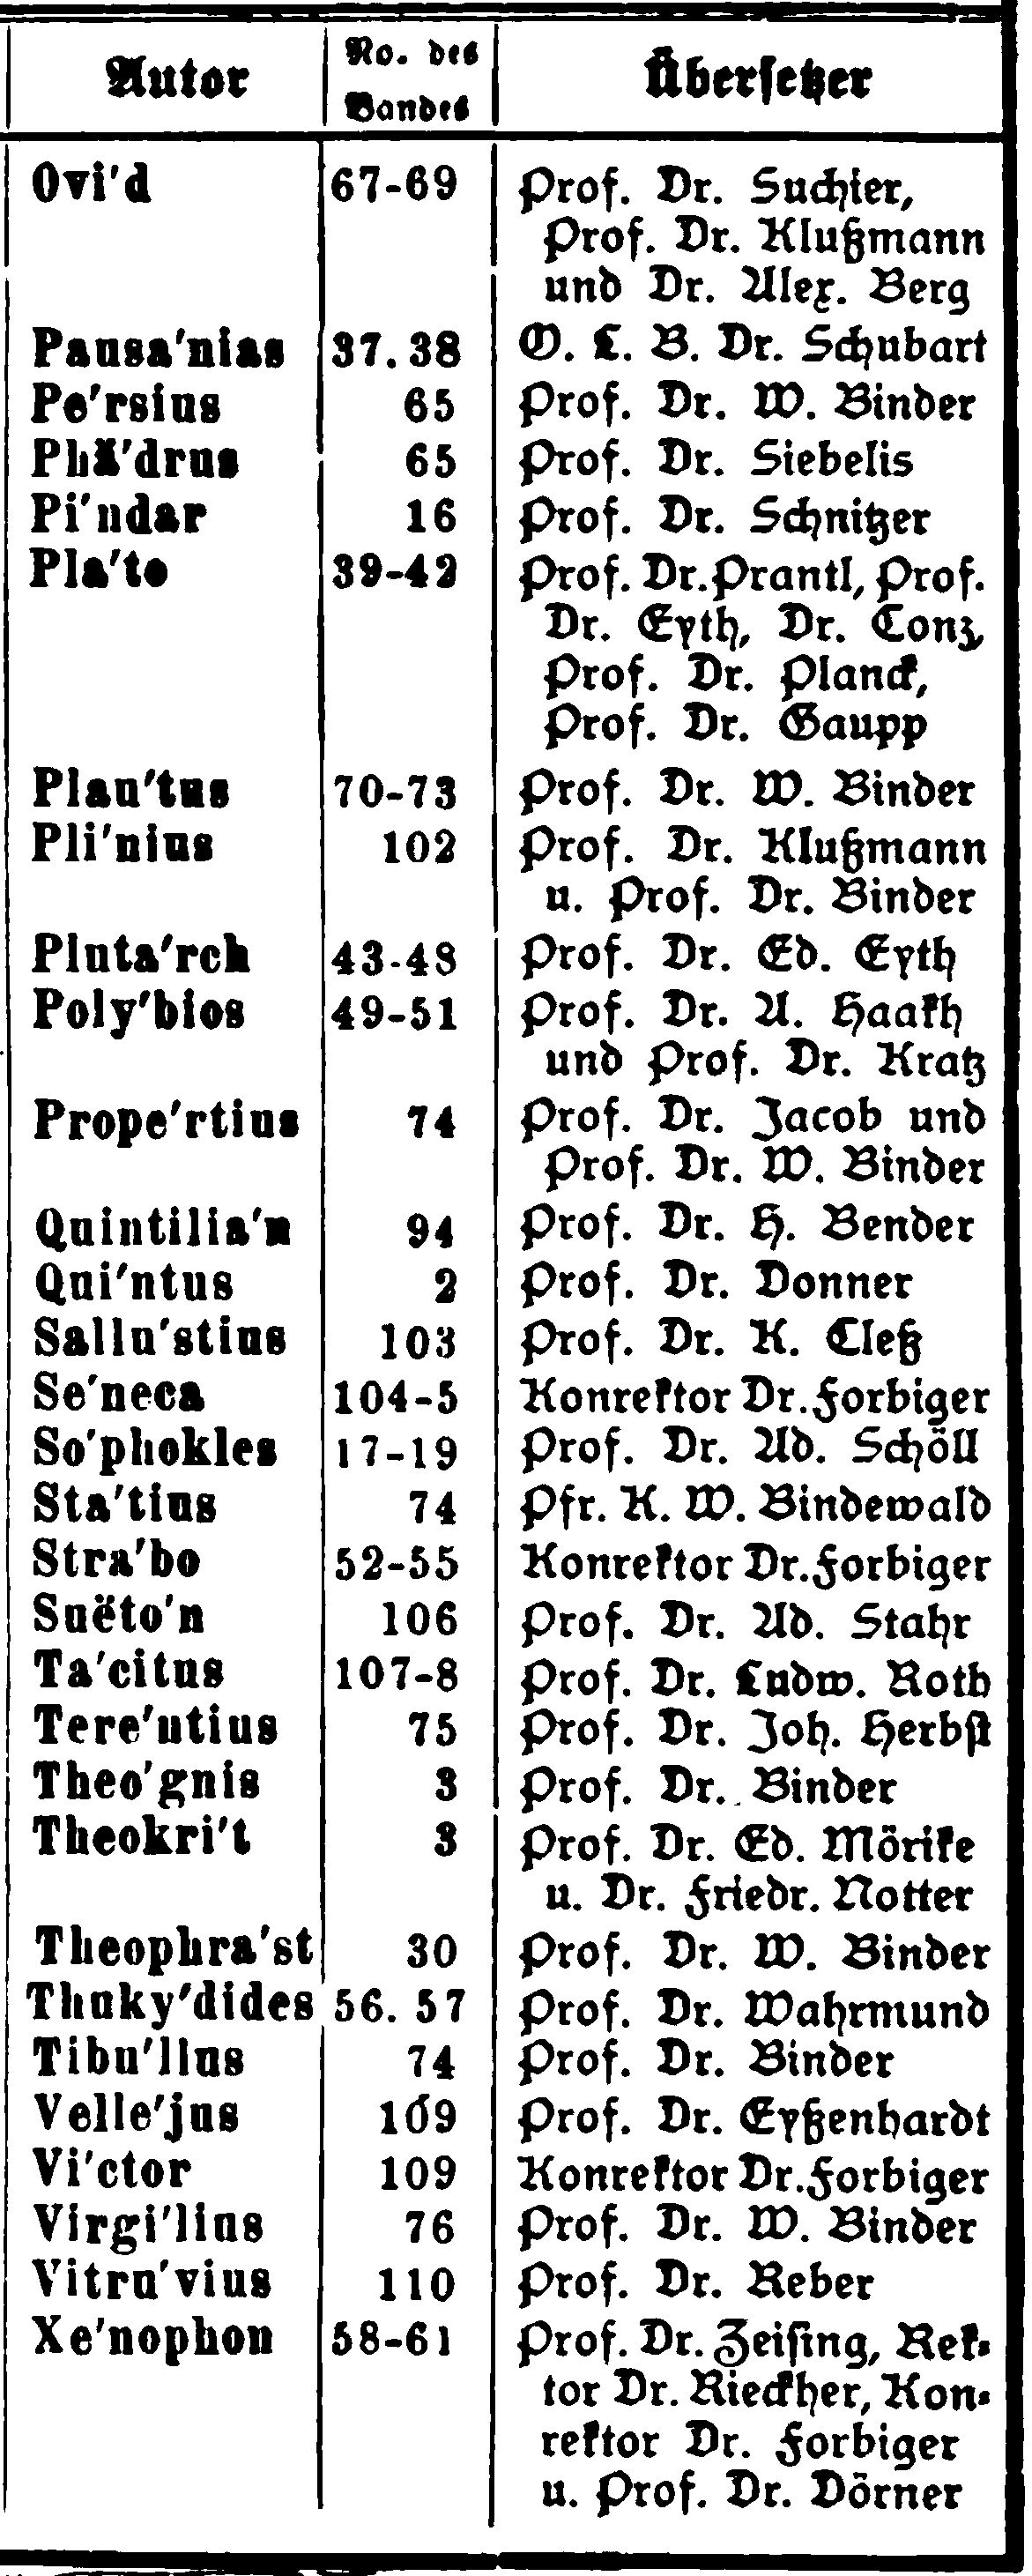 Autor No. des Bandes Übersetzer
Ovi'd 67-69 Prof. Dr. Suchier,
Prof. Dr. Klußmann
und Dr. Alex. Berg
Pausa'nias 37. 38 O. L. B. Dr. Schubart
Pe'rsius 65 Prof. Dr. W. Binder
Phä'drus 65 Prof. Dr. Siebelis
Pi'ndar 16 Prof. Dr. Schnitzer
Pla'to 39-42 Prof. Dr. Prantl, Prof.
Dr. Eyth, Dr. Conz,
Prof. Dr. Planck,
Prof. Dr. Gaupp
Plau'tus 70-73 Prof. Dr. W. Binder
Pli'nius 102 Prof. Dr. Klußmann
u. Prof. Dr. Binder
Pluta'rch 43-48 Prof. Dr. Ed. Eyth
Poly'bios 49-51 Prof. Dr. A. Haakh
und Prof. Dr. Kratz
Prope'rtius 74 Prof. Dr. Jacob und
Prof. Dr. W. Binder
Quintilia'n 94 Prof. Dr. H. Bender
Qui'ntus 2 Prof. Dr. Donner
Sallu'stius 103 Prof. Dr. K. Cleß
Se'neca 104-5 Konrektor Dr. Forbiger
So'phokles 17-19 Prof. Dr. Ad. Schöll
Sta'tius 74 Pfr. K. W. Bindewald
Stra'bo 52-55 Konrektor Dr. Forbiger
Suëto'n 106 Prof. Dr. Ad. Stahr
Ta'citus 107-8 Prof. Dr. Ludw. Roth
Tere'ntius 75 Prof. Dr. Joh. Herbst
Theo'gnis 3 Prof. Dr. Binder
Theokri't 3 Prof. Dr. Ed. Mörike
u. Dr. Friedr. Notter
Theophra'st 30 Prof. Dr. W. Binder
Thuky'dides 56. 57 Prof. Dr. Wahrmund
Tibu'llus 74 Prof. Dr. Binder
Velle'jus 109 Prof. Dr. Eyßenhardt
Vi'ctor 109 Konrektor Dr. Forbiger
Virgi'lius 76 Prof. Dr. W. Binder
Vitru'vius 110 Prof. Dr. Reber
Xe'nophon 58-61 Prof. Dr. Zeising, Rek-
tor Dr. Rieckher, Kon-
rektor Dr. Forbiger
u. Prof. Dr. Dörner